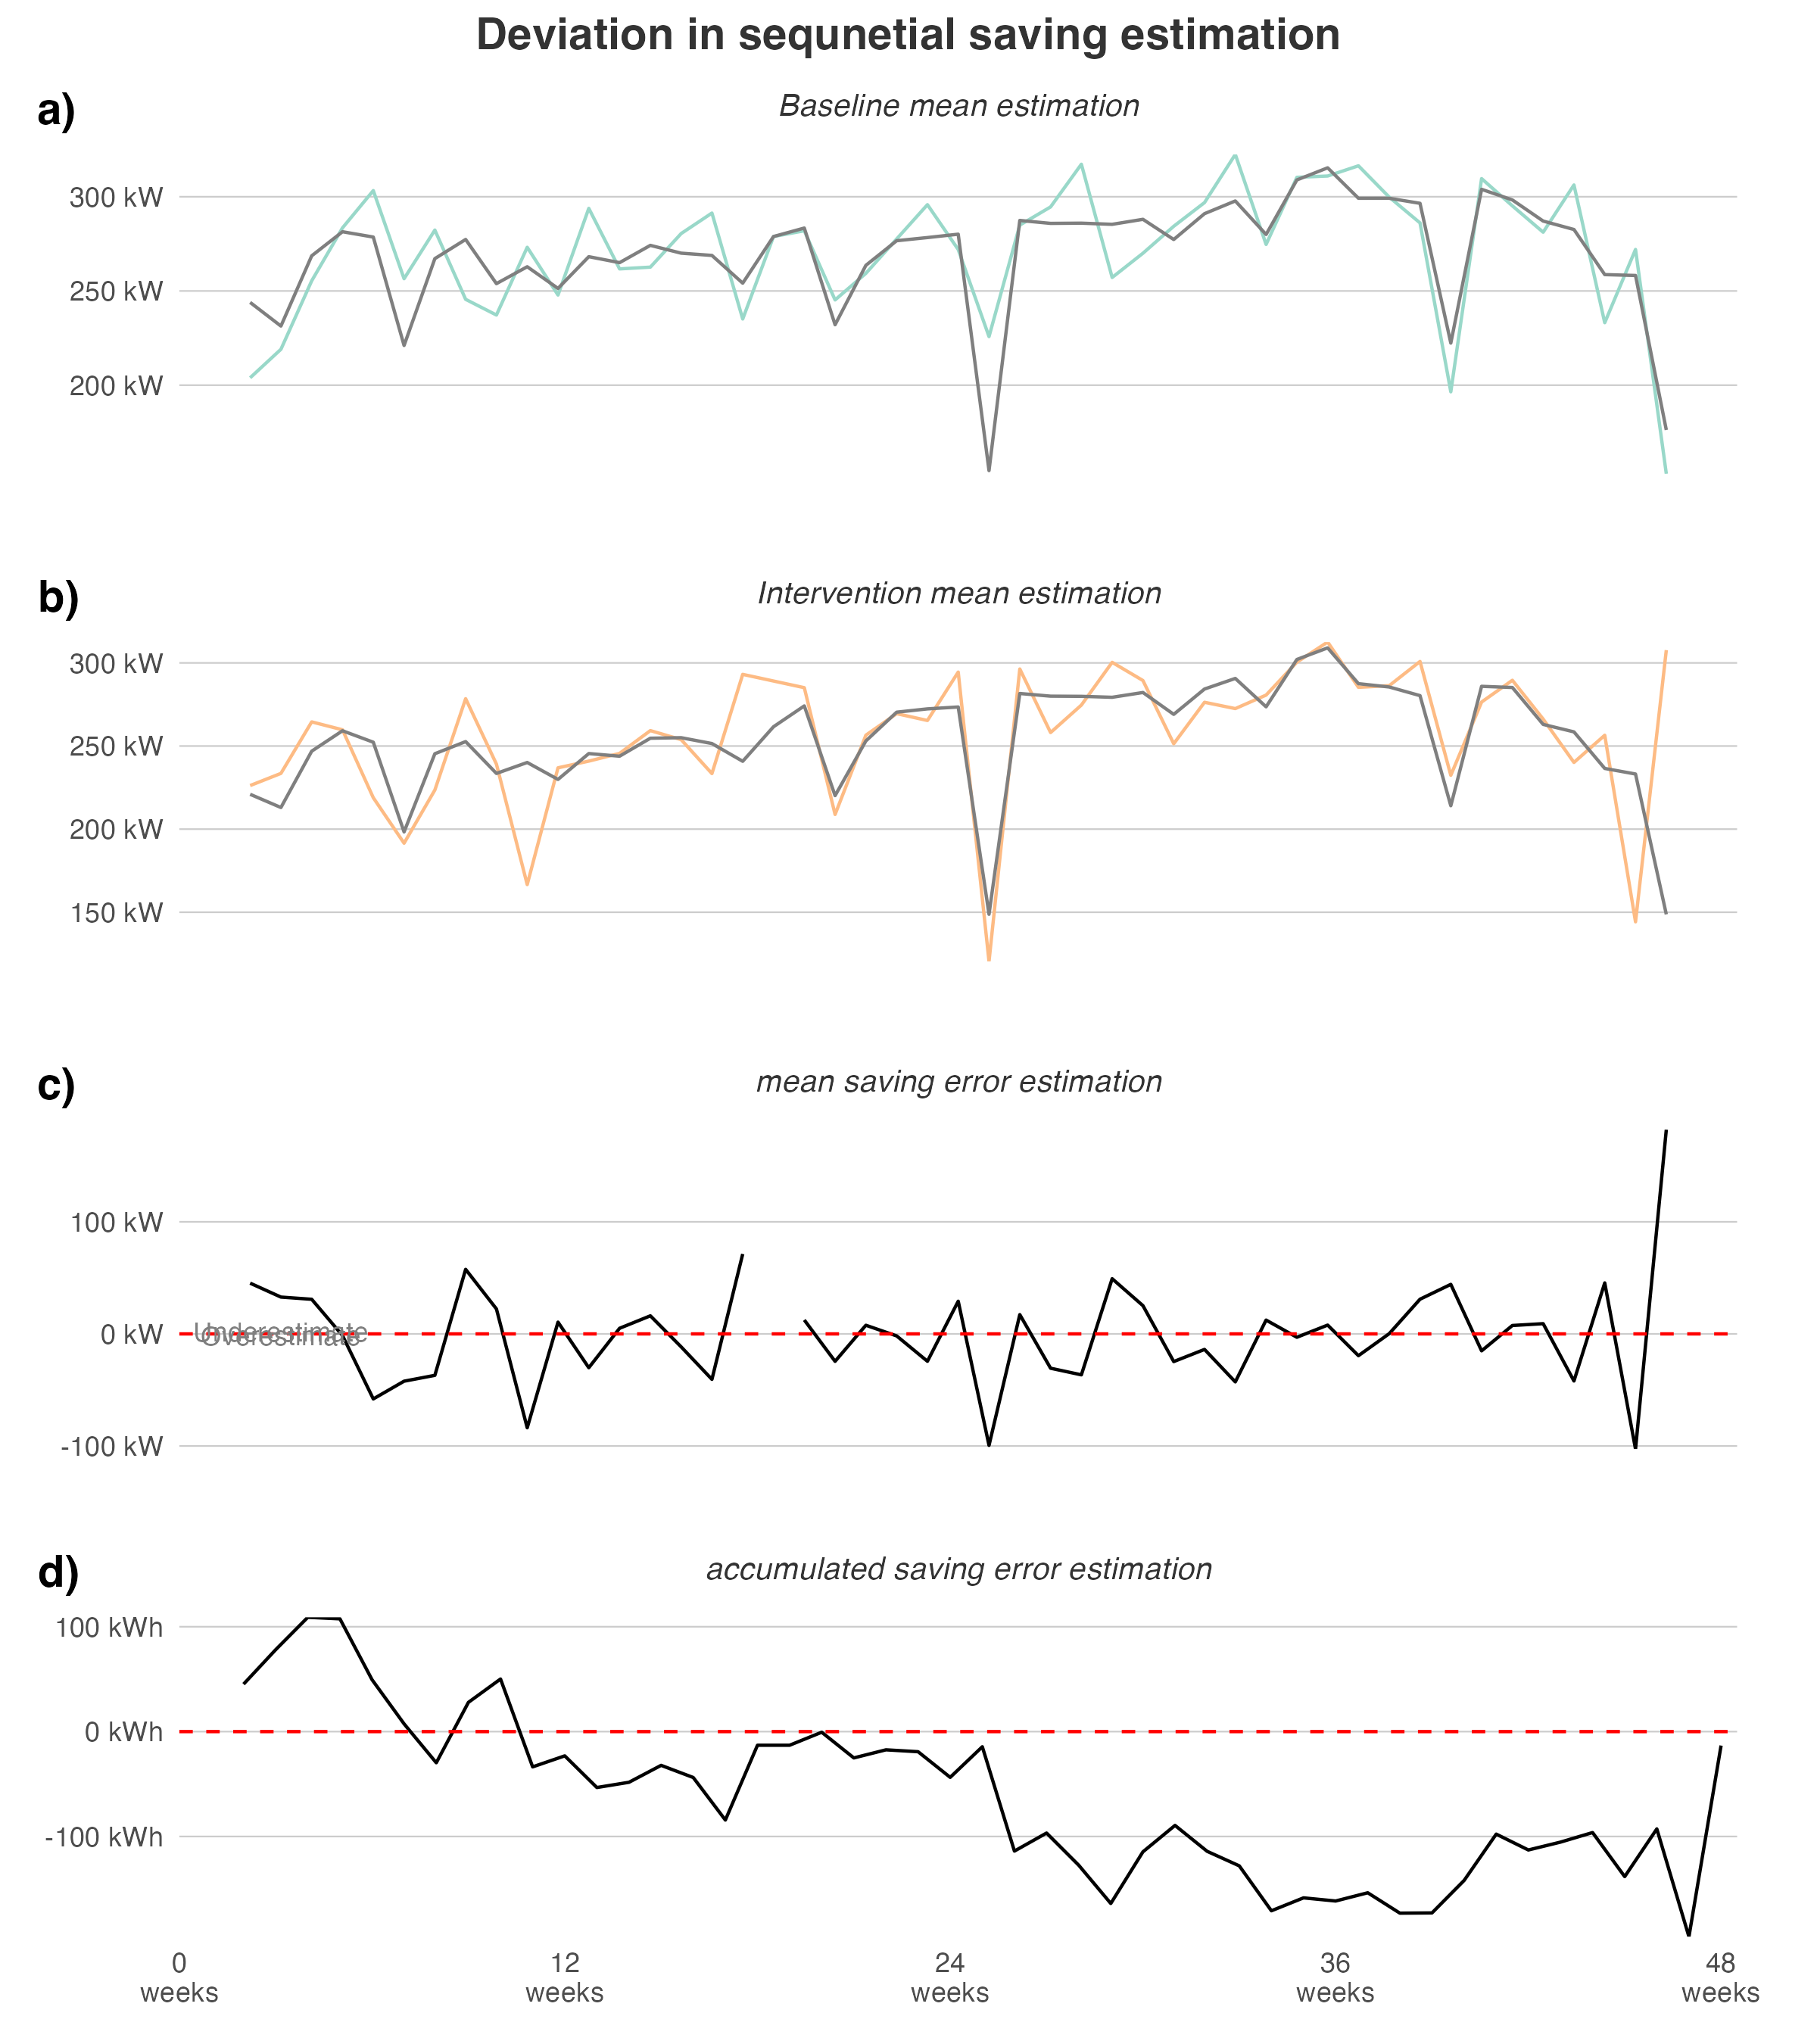 Deviation in sequnetial saving estimation
a)
Baseline mean estimation
300 kW
250 kW
200 kW
b)
Intervention mean estimation
300 kW
250 kW
200 kW
150 kW
c)
mean saving error estimation
100 kW
Underestimate
0 kW
Overestimate
-100 kW
d)
accumulated saving error estimation
100 kWh
0 kWh
-100 kWh
0
weeks
12
weeks
24
weeks
36
weeks
48
weeks